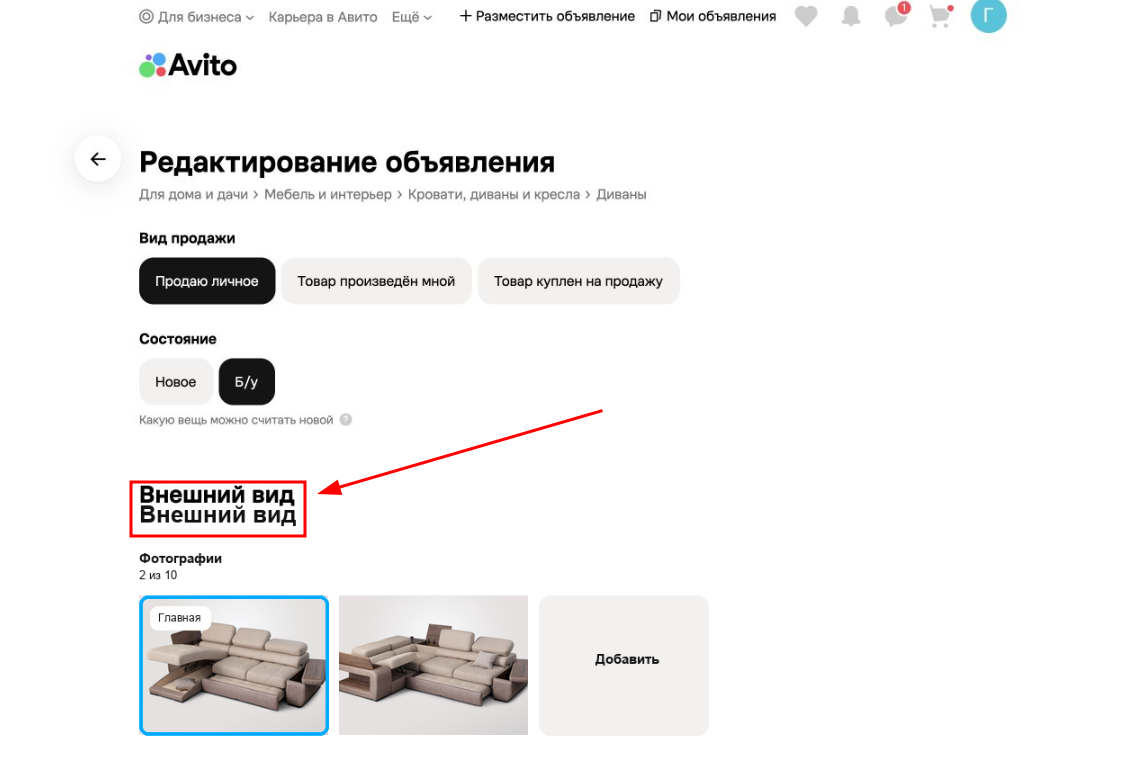 Для бизнеса Карьера в Авито Ещё + Разместить объявление Мои объявления 1 Г
Avito
Редактирование объявления
Для дома и дачи > Мебель и интерьер > Кровати, диваны и кресла > Диваны
Вид продажи
Продаю личное Товар произведён мной Товар куплен на продажу
Состояние
Новое Б/у
Какую вещь можно считать новой ?
Внешний вид
Внешний вид
Фотографии
2 из 10
Главная
Добавить